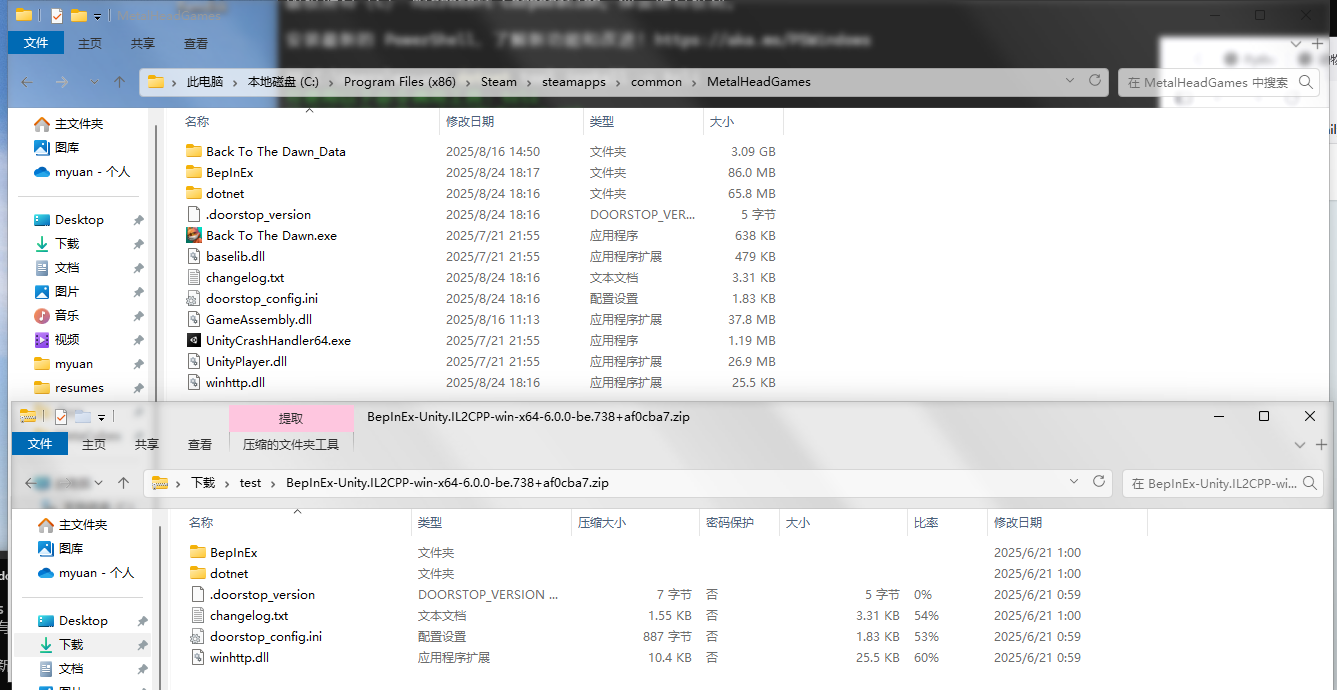 安装最新的 PowerShell，了解新功能和改进！https://aka.ms/PSWindows
文件 主页 共享 查看
此电脑 本地磁盘 (C:) Program Files (x86) Steam steamapps common MetalHeadGames 在 MetalHeadGames 中搜索
主文件夹
图库
myuan - 个人
Desktop
下载
文档
图片
音乐
视频
myuan
resumes
名称 修改日期 类型 大小
Back To The Dawn_Data 2025/8/16 14:50 文件夹 3.09 GB
BepInEx 2025/8/24 18:17 文件夹 86.0 MB
dotnet 2025/8/24 18:16 文件夹 65.8 MB
.doorstop_version 2025/8/24 18:16 DOORSTOP_VER... 5 字节
Back To The Dawn.exe 2025/7/21 21:55 应用程序 638 KB
baselib.dll 2025/7/21 21:55 应用程序扩展 479 KB
changelog.txt 2025/8/24 18:16 文本文档 3.31 KB
doorstop_config.ini 2025/8/24 18:16 配置设置 1.83 KB
GameAssembly.dll 2025/8/16 11:13 应用程序扩展 37.8 MB
UnityCrashHandler64.exe 2025/7/21 21:55 应用程序 1.19 MB
UnityPlayer.dll 2025/7/21 21:55 应用程序扩展 26.9 MB
winhttp.dll 2025/8/24 18:16 应用程序扩展 25.5 KB
提取 BepInEx-Unity.IL2CPP-win-x64-6.0.0-be.738+af0cba7.zip
文件 主页 共享 查看 压缩的文件夹工具
下载 test BepInEx-Unity.IL2CPP-win-x64-6.0.0-be.738+af0cba7.zip 在 BepInEx-Unity.IL2CPP-wi...
主文件夹
图库
myuan - 个人
Desktop
下载
文档
图片
名称 类型 压缩大小 密码保护 大小 比率 修改日期
BepInEx 文件夹 2025/6/21 1:00
dotnet 文件夹 2025/6/21 1:00
.doorstop_version DOORSTOP_VERSION ... 7 字节 否 5 字节 0% 2025/6/21 0:59
changelog.txt 文本文档 1.55 KB 否 3.31 KB 54% 2025/6/21 1:00
doorstop_config.ini 配置设置 887 字节 否 1.83 KB 53% 2025/6/21 0:59
winhttp.dll 应用程序扩展 10.4 KB 否 25.5 KB 60% 2025/6/21 0:59